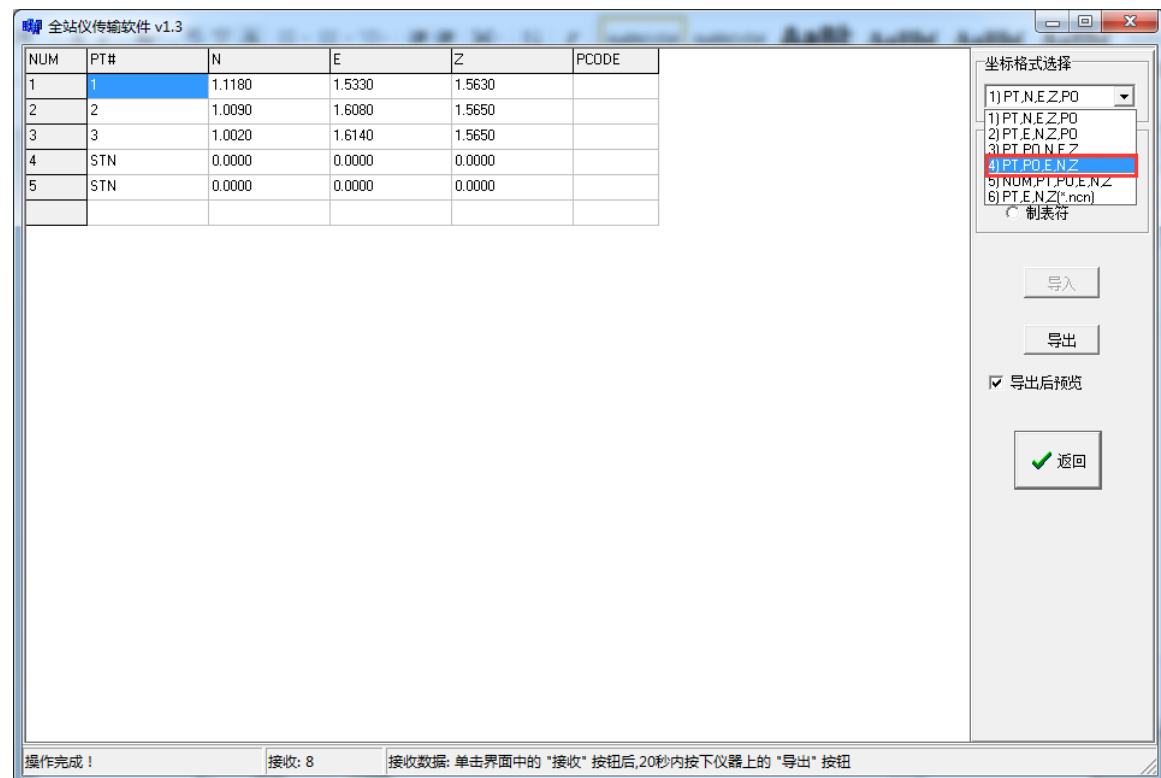 全站仪传输软件 v1.3
NUM PT# N E Z PCODE
1 1 1.1180 1.5330 1.5630
2 2 1.0090 1.6080 1.5650
3 3 1.0020 1.6140 1.5650
4 STN 0.0000 0.0000 0.0000
5 STN 0.0000 0.0000 0.0000
坐标格式选择
1) PT,N,E,Z,PO
1) PT,N,E,Z,PO
2) PT,E,N,Z,PO
3) PT,PO,N,E,Z
4) PT,PO,E,N,Z
5) NUM,PT,PO,E,N,Z
6) PT,E,N,Z(*.ncn)
制表符
导入
导出
导出后预览
返回
操作完成！ 接收: 8 接收数据: 单击界面中的 "接收" 按钮后,20秒内按下仪器上的 "导出" 按钮